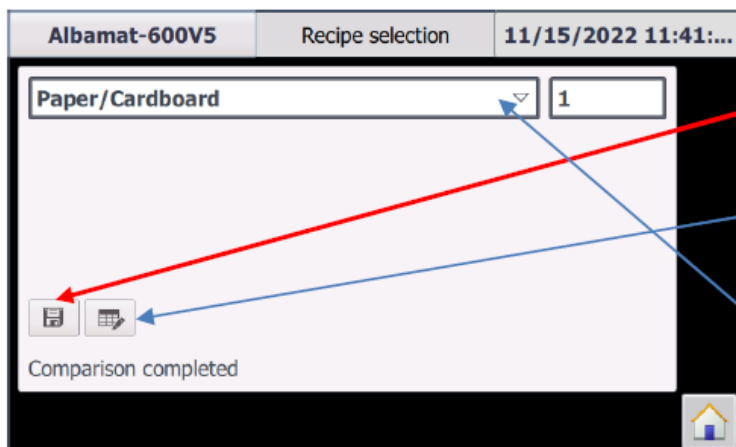 Albamat-600V5 Recipe selection 11/15/2022 11:41:...
Paper/Cardboard 1
Comparison completed